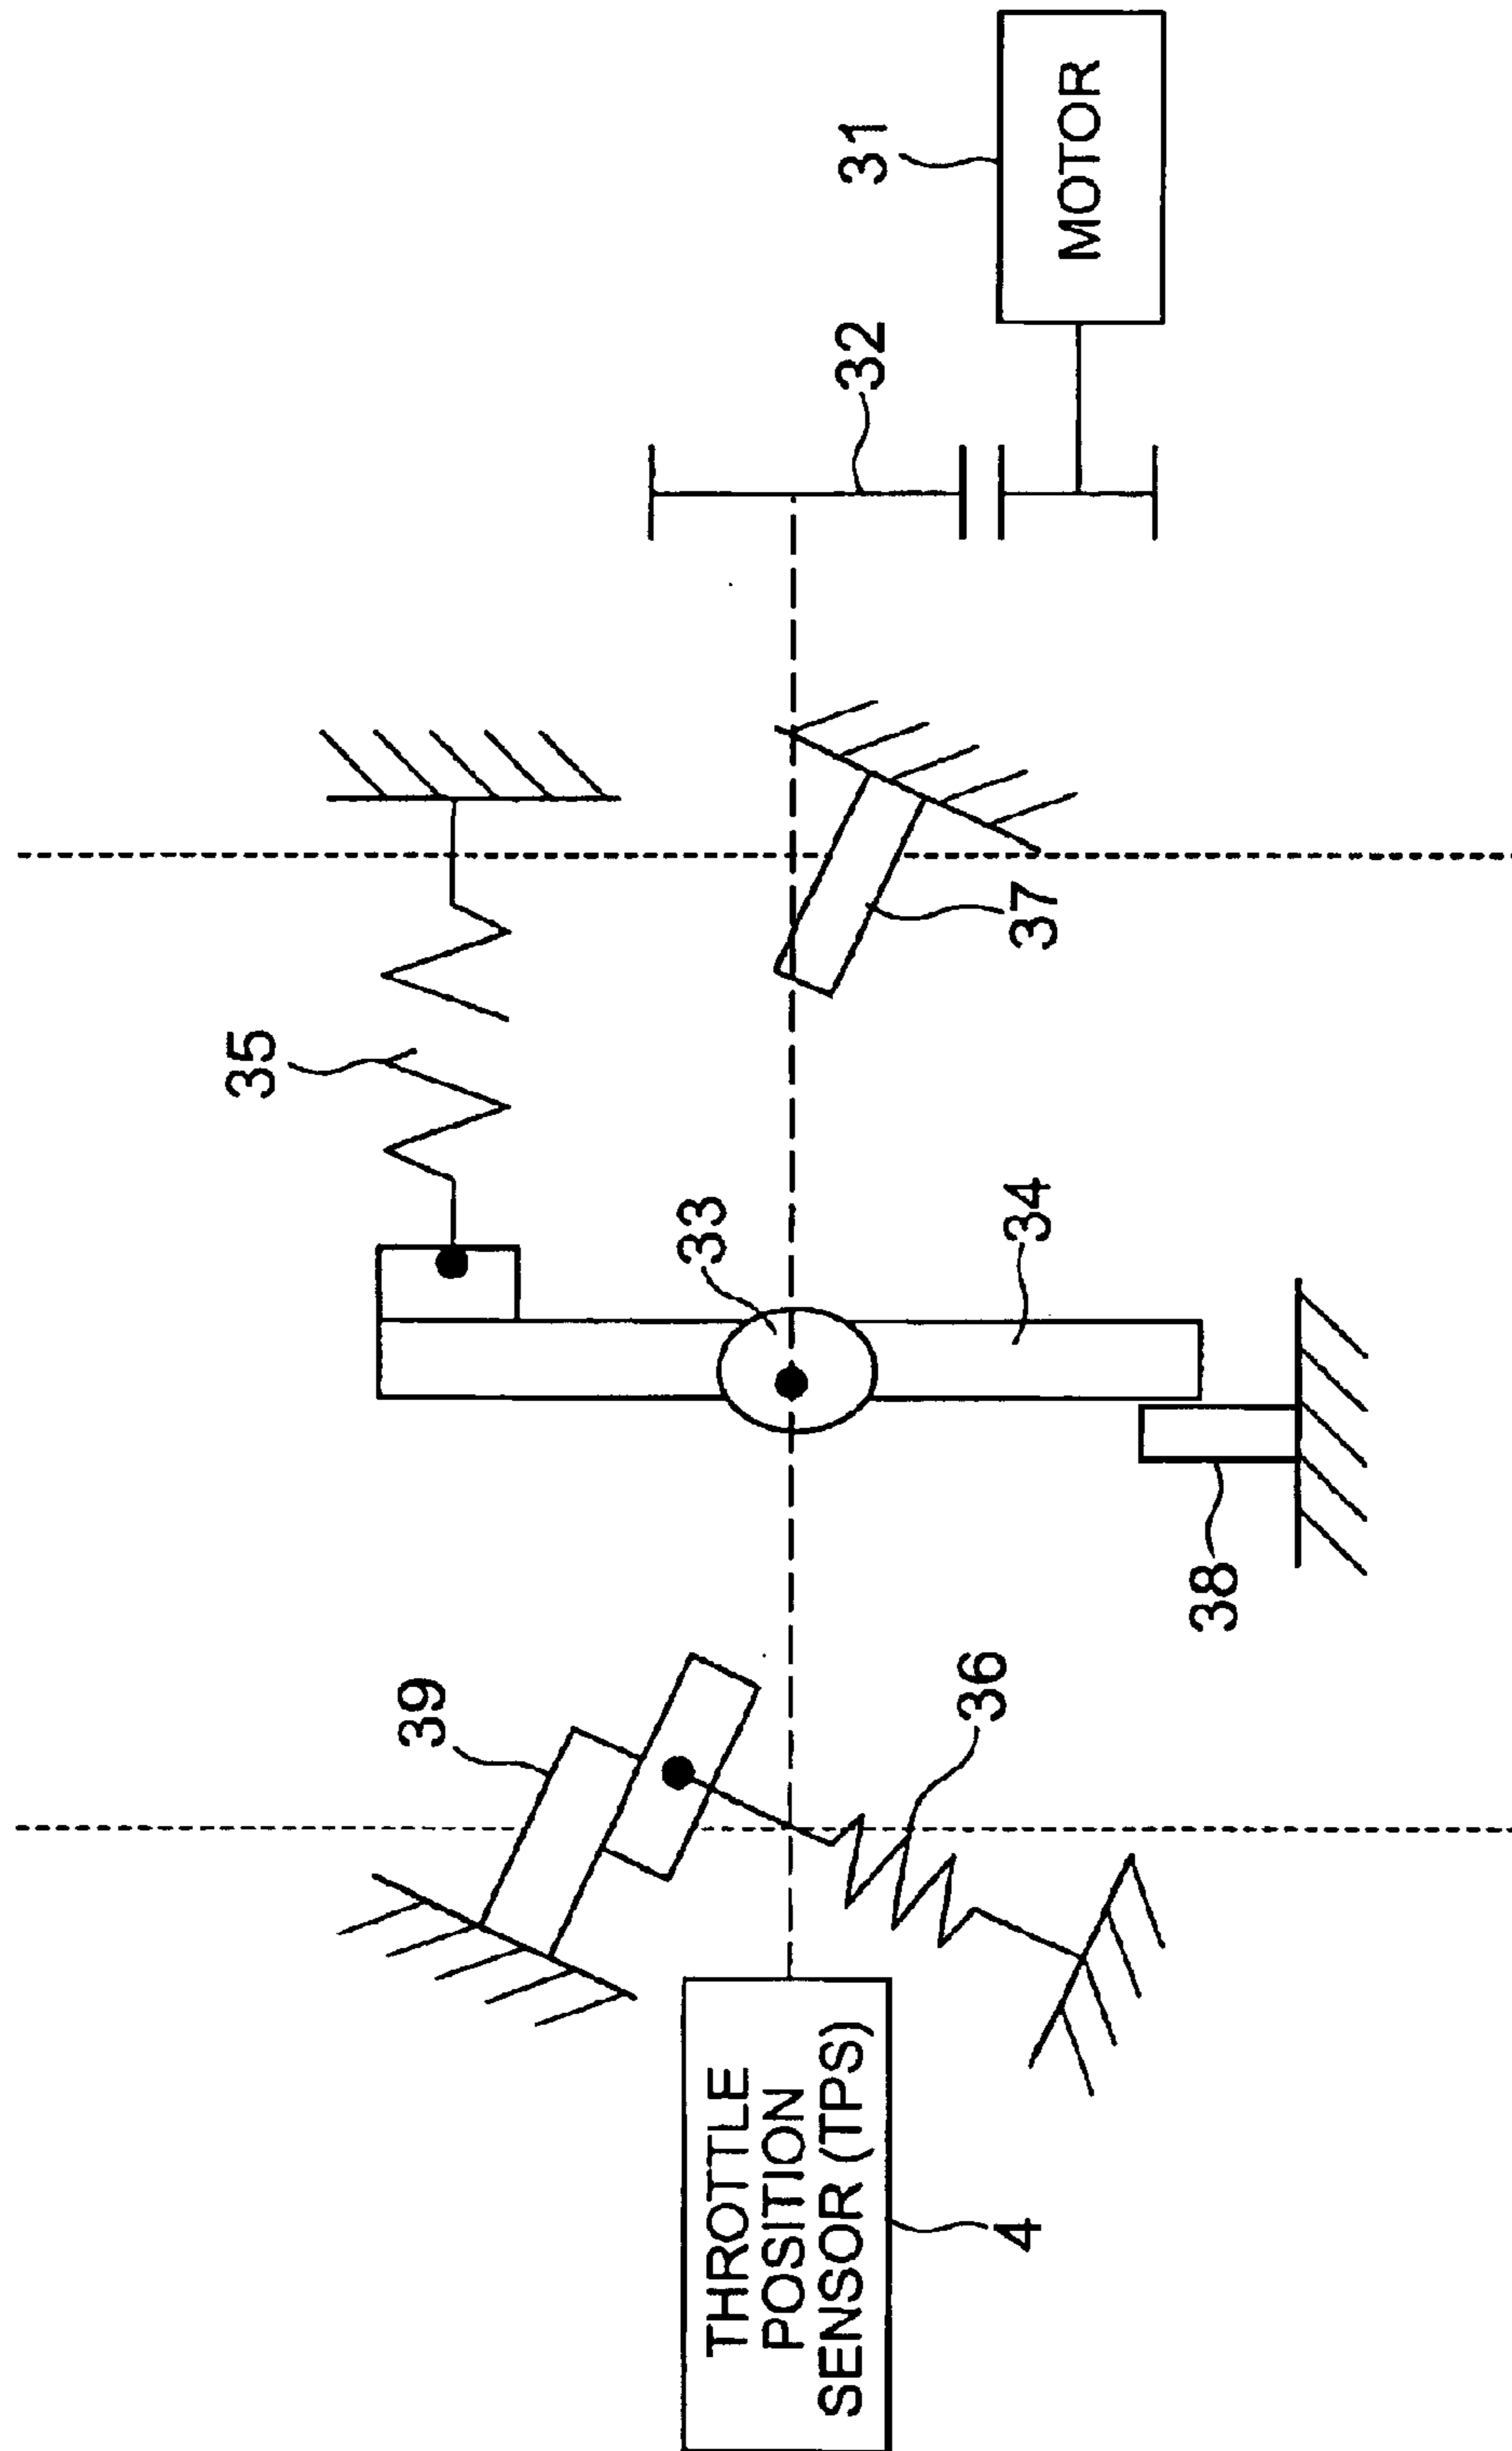 31
MOTOR
32
35
37
33
34
39
36
38
THROTTLE
POSITION
SENSOR (TPS)
4